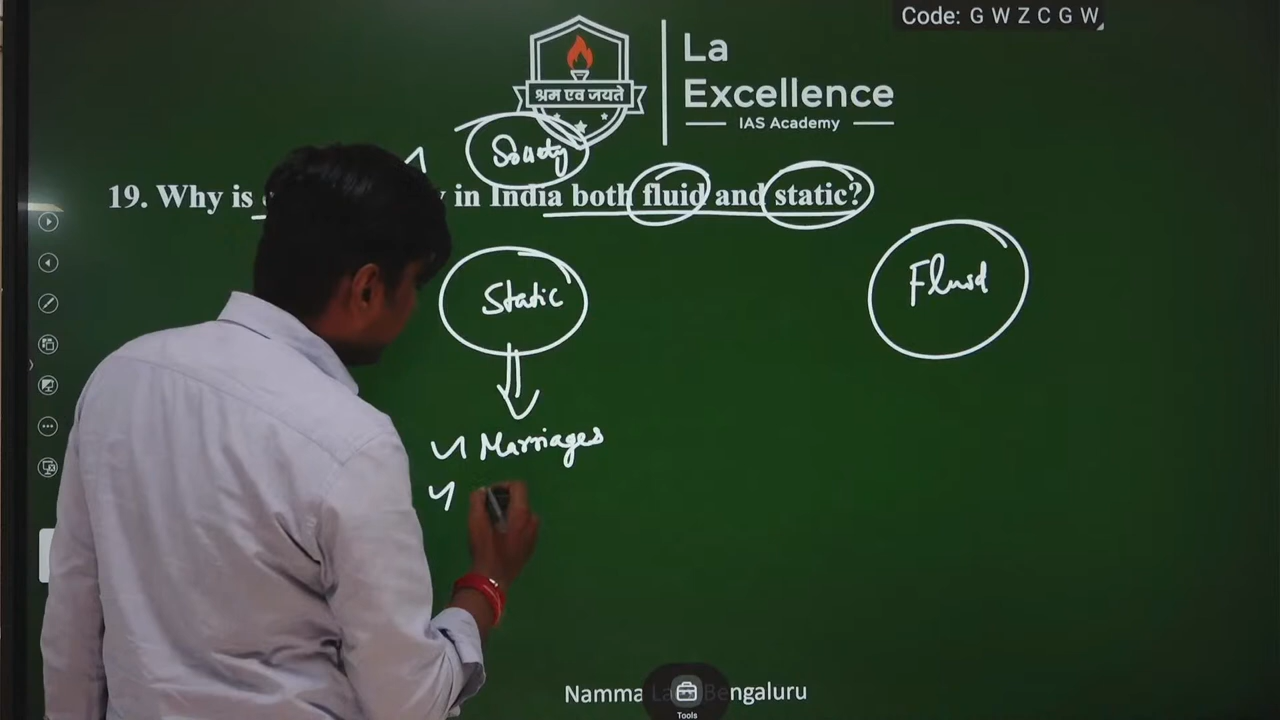 Code: G W Z C G W
La
Excellence
IAS Academy
श्रम एव जयते
Society
19. Why is in India both fluid and static?
Static
Fluid
Marriages
Namma Bengaluru
Tools